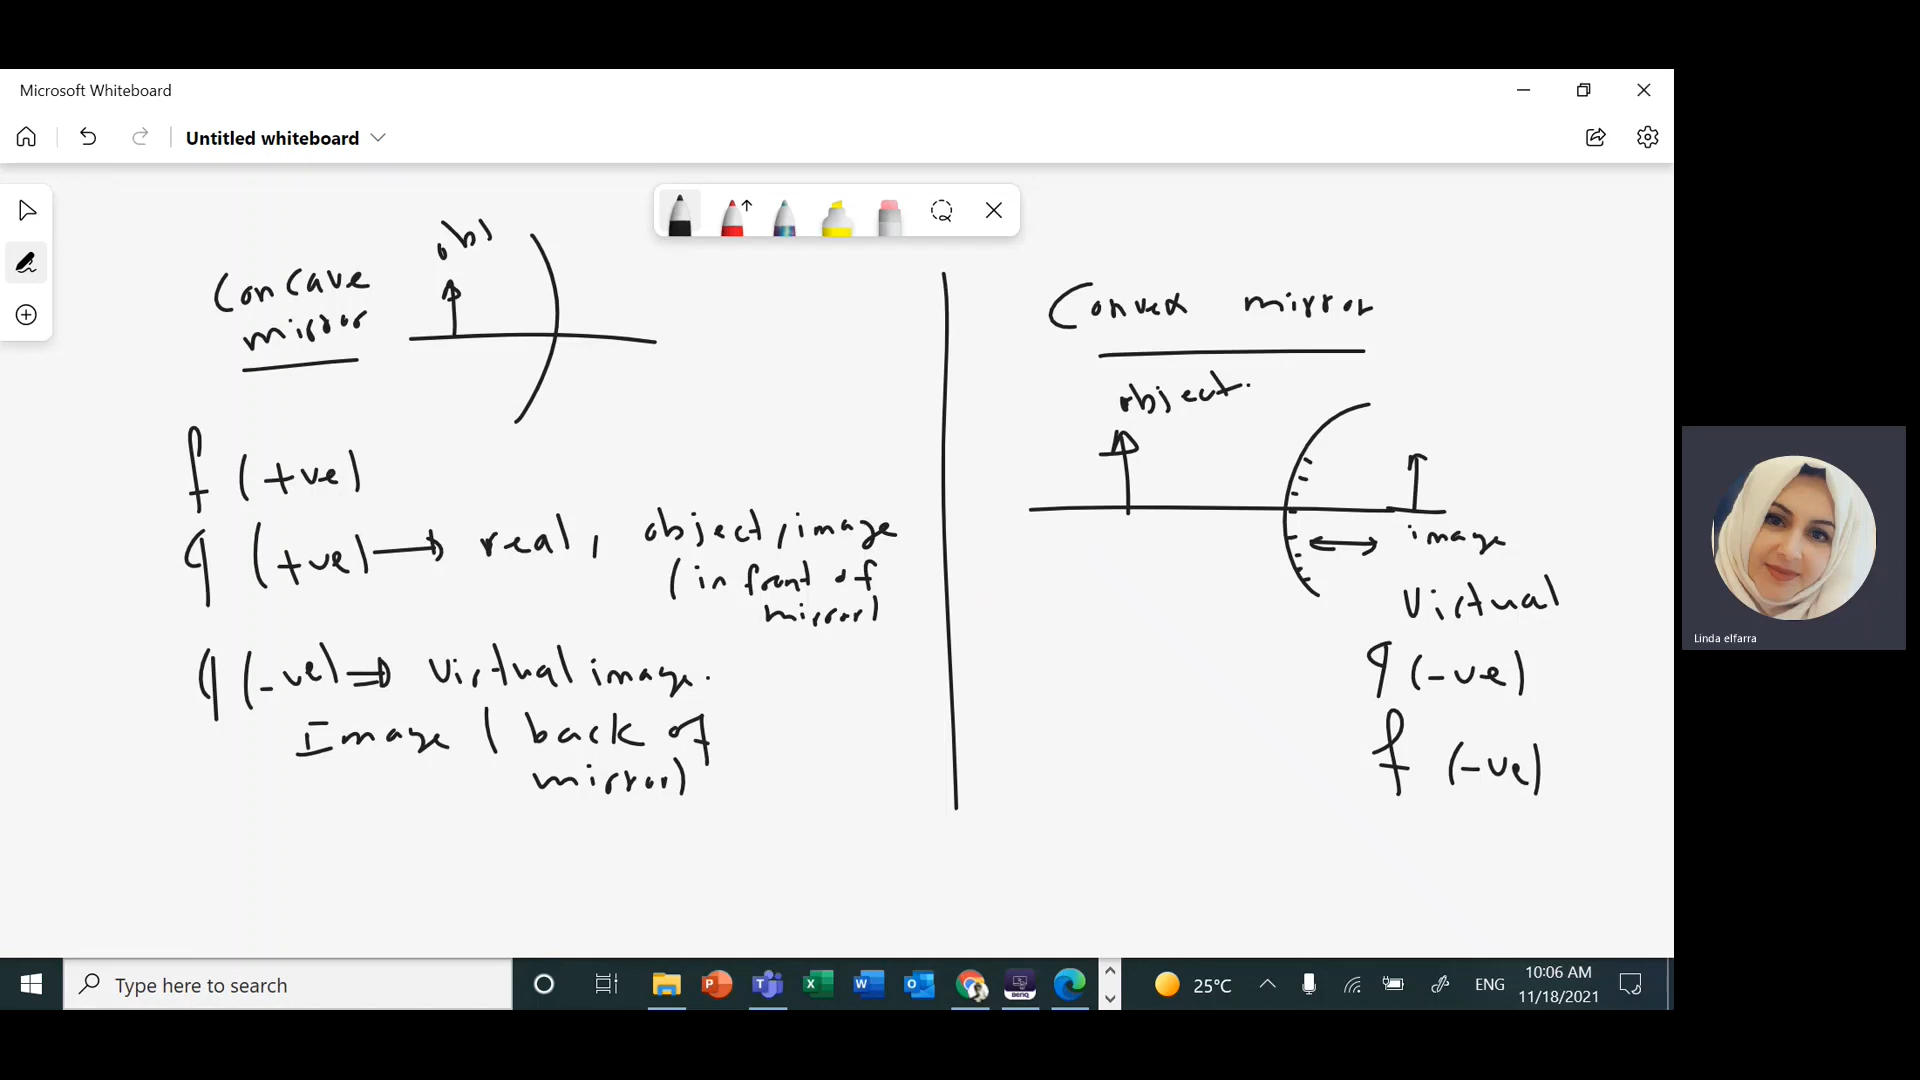 Microsoft Whiteboard
Untitled whiteboard
Concave
mirror
obj
f (+ve)
q (+ve) → real, object, image
(in front of
mirror)
q (-ve) ⇒ Virtual image.
Image ( back of
mirror)
Convex mirror
object.
image
Virtual
q (-ve)
f (-ve)
Linda elfarra
Type here to search
25°C
ENG
10:06 AM
11/18/2021
BenQ